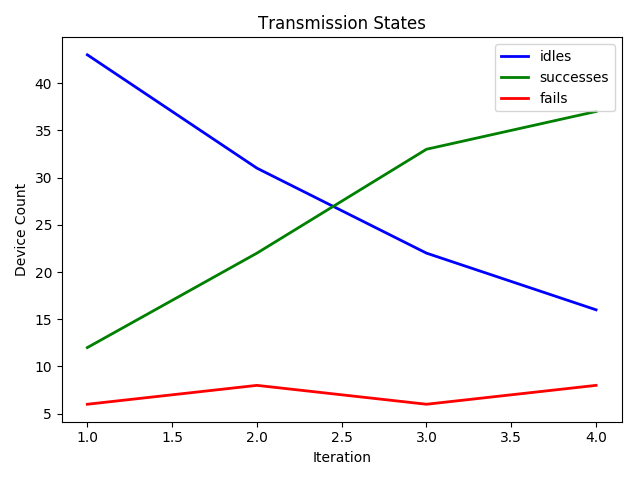 Transmission States
idles
successes
fails
Device Count
40
35
30
25
20
15
10
5
1.0 1.5 2.0 2.5 3.0 3.5 4.0
Iteration